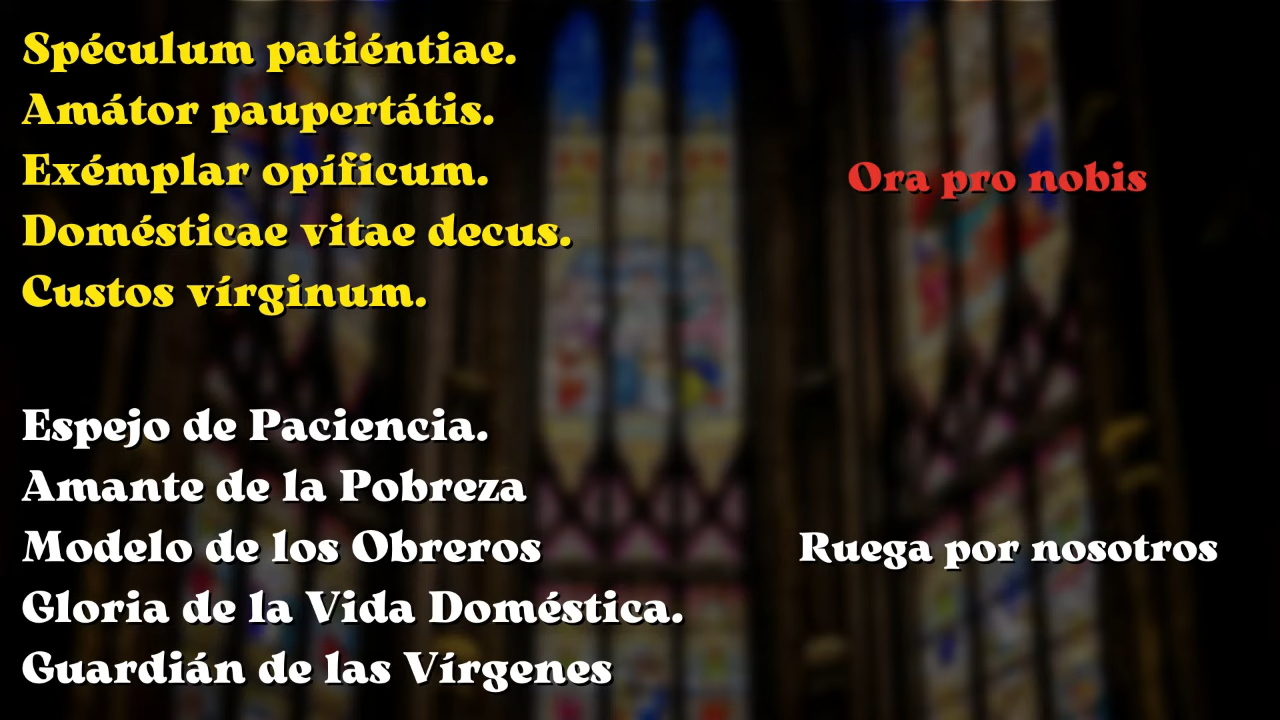 Spéculum patiéntiae.
Amátor paupertátis.
Exémplar opíficum.
Domésticae vitae decus.
Custos vírginum.
Ora pro nobis
Espejo de Paciencia.
Amante de la Pobreza
Modelo de los Obreros
Gloria de la Vida Doméstica.
Guardián de las Vírgenes
Ruega por nosotros